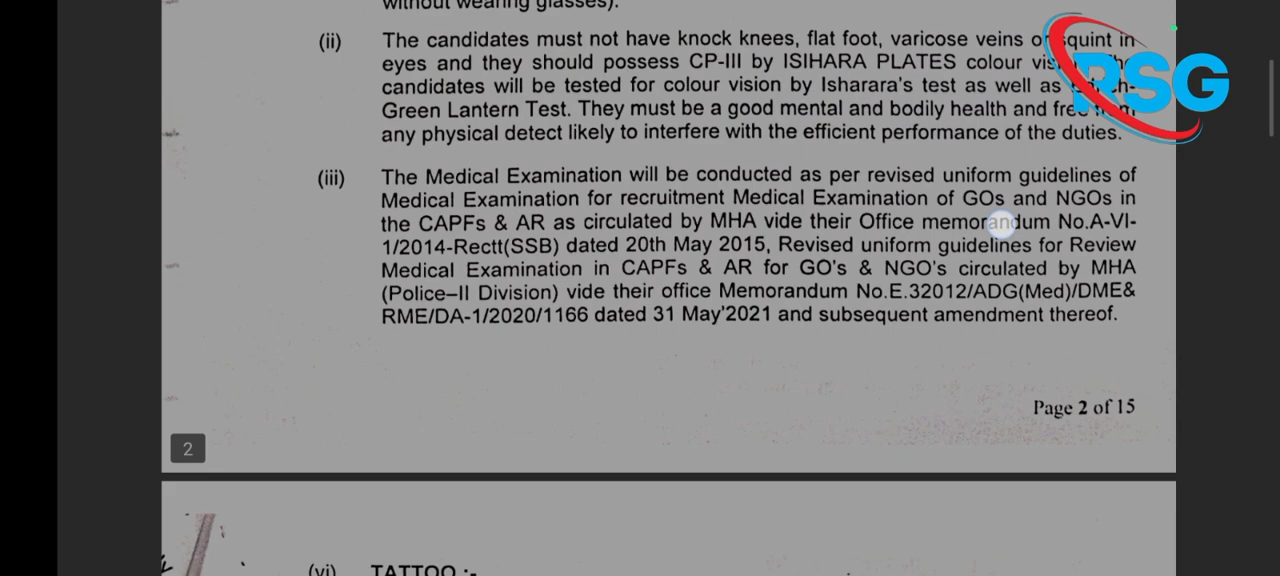 without wearing glasses).
(ii) The candidates must not have knock knees, flat foot, varicose veins or squint in
eyes and they should possess CP-III by ISIHARA PLATES colour
candidates will be tested for colour vision by Isharara's test as well as
Green Lantern Test. They must be a good mental and bodily health and free from
any physical detect likely to interfere with the efficient performance of the duties.
RSG
(iii) The Medical Examination will be conducted as per revised uniform guidelines of
Medical Examination for recruitment Medical Examination of GOs and NGOs in
the CAPFs & AR as circulated by MHA vide their Office memorandum No.A-VI-
1/2014-Rectt(SSB) dated 20th May 2015, Revised uniform guidelines for Review
Medical Examination in CAPFs & AR for GO's & NGO's circulated by MHA
(Police–II Division) vide their office Memorandum No.E.32012/ADG(Med)/DME&
RME/DA-1/2020/1166 dated 31 May'2021 and subsequent amendment thereof.
Page 2 of 15
2
(vi) TATTOO :-